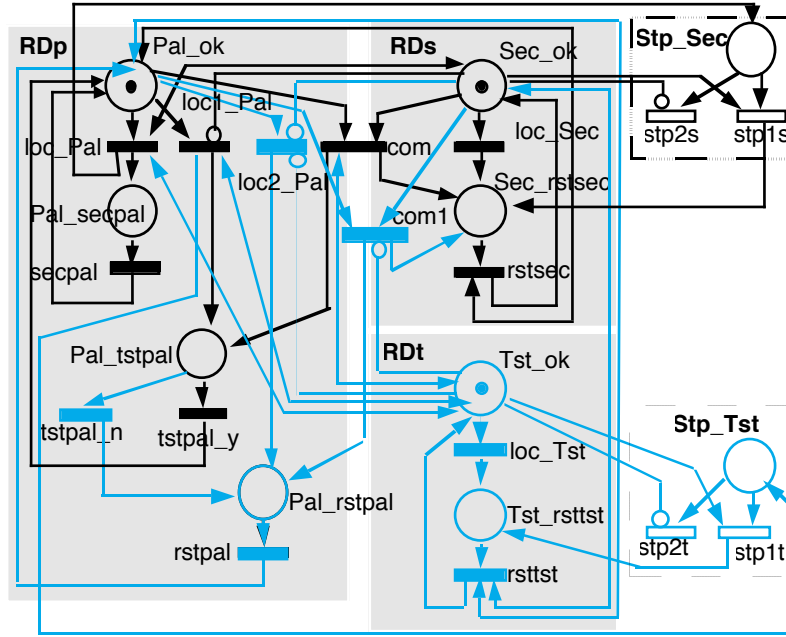 RDp
Pal_ok
RDs
Sec_ok
Stp_Sec
loc1_Pal
loc_Pal
loc2_Pal
com
loc_Sec
stp2s
stp1s
Pal_secpal
com1
Sec_rstsec
secpal
rstsec
Pal_tstpal
RDt
Tst_ok
tstpal_n
tstpal_y
loc_Tst
Stp_Tst
Pal_rstpal
Tst_rsttst
rstpal
rsttst
stp2t
stp1t